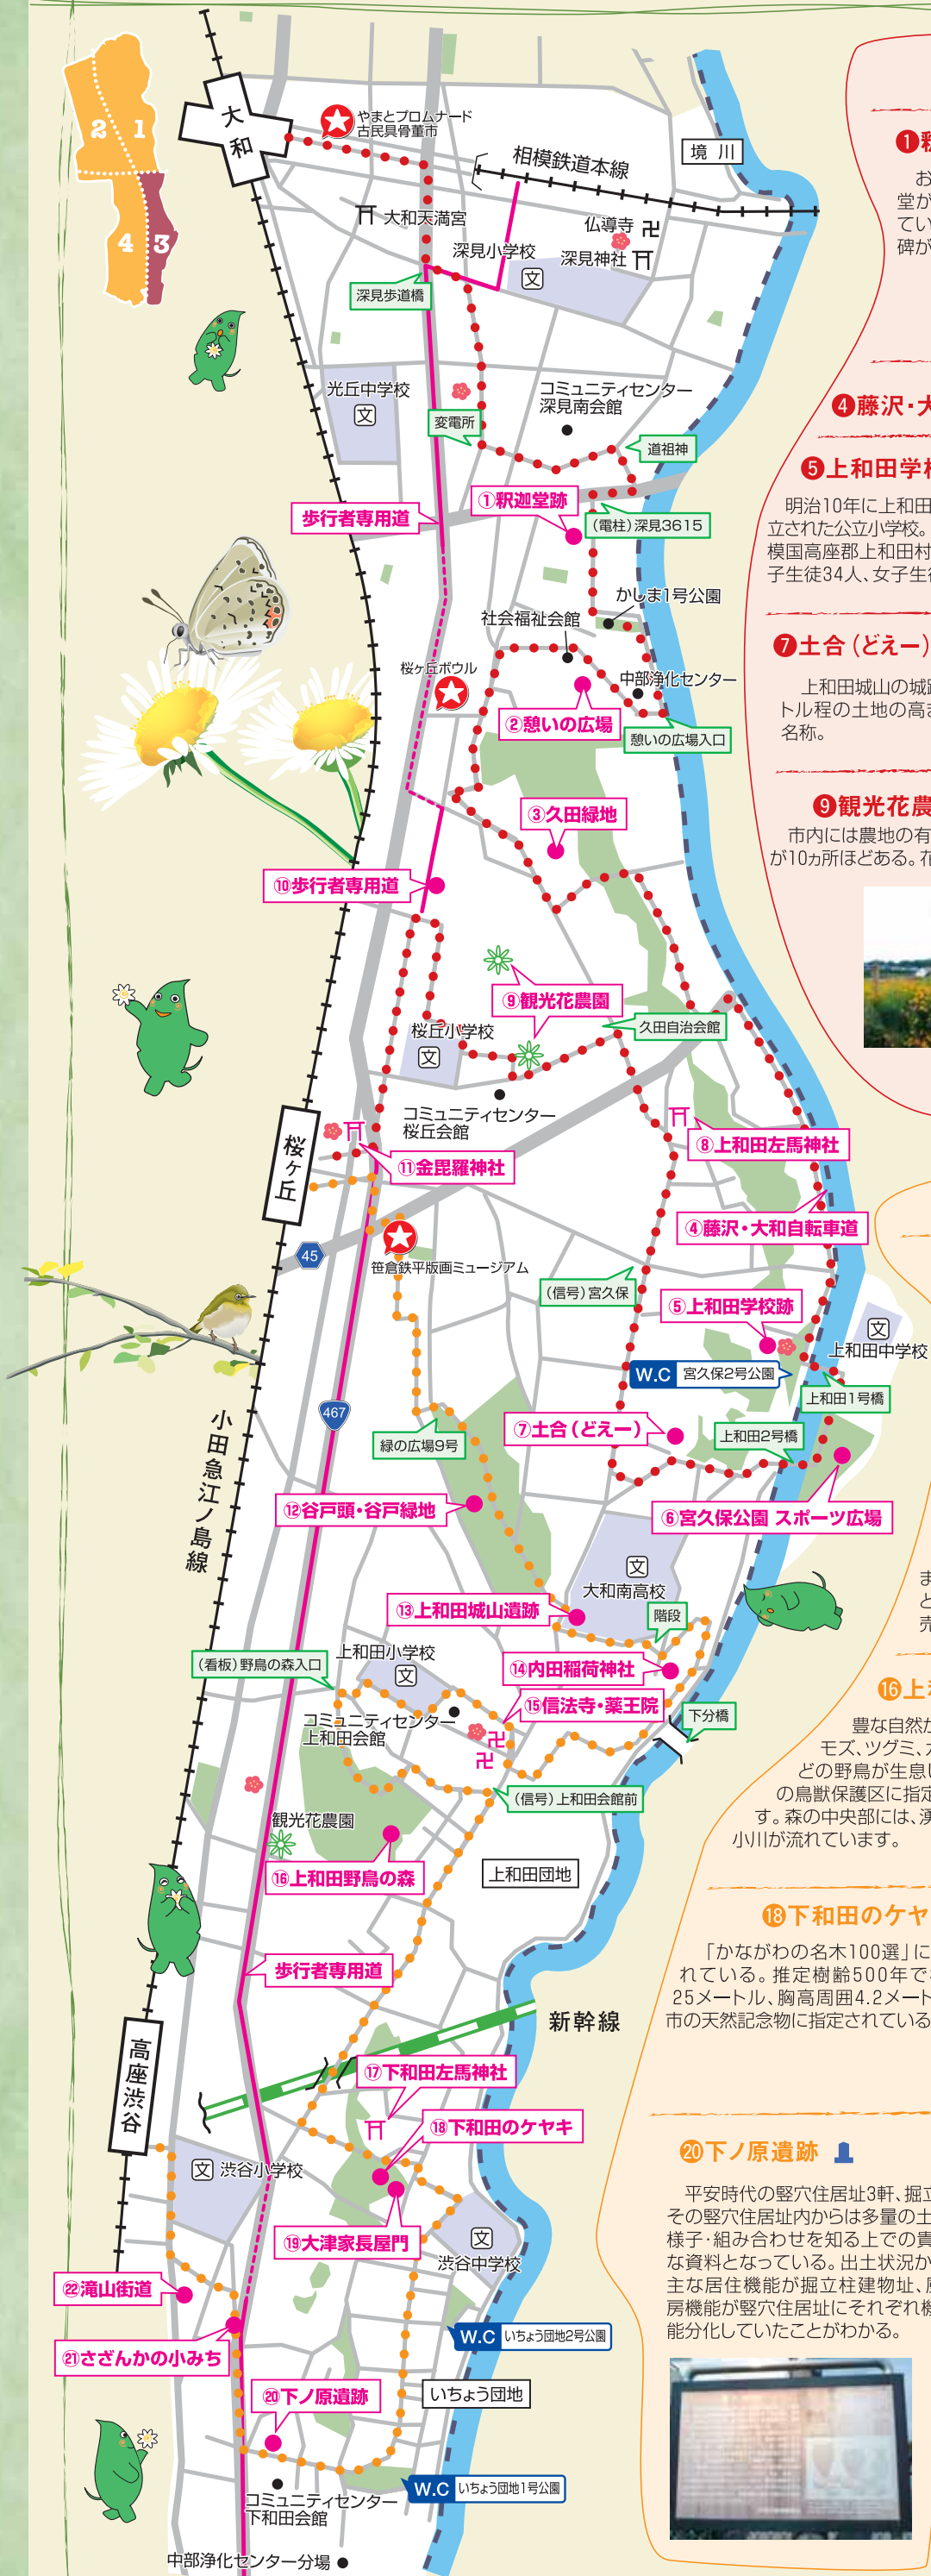 2 1
4 3
大和
やまとプロムナード
古民具骨董市
相模鉄道本線
境川
大和天満宮
仏導寺
深見小学校
文
深見神社
深見歩道橋
光丘中学校
文
コミュニティセンター
深見南会館
変電所
道祖神
①釈迦堂跡
歩行者専用道
(電柱)深見3615
かしま1号公園
社会福祉会館
桜ヶ丘ボウル
中部浄化センター
②憩いの広場
憩いの広場入口
③久田緑地
⑩歩行者専用道
⑨観光花農園
久田自治会館
桜丘小学校
文
コミュニティセンター
桜丘会館
桜ヶ丘
⑧上和田左馬神社
⑪金毘羅神社
④藤沢・大和自転車道
45
笹倉鉄平版画ミュージアム
(信号)宮久保
⑤上和田学校跡
文
上和田中学校
W.C 宮久保2号公園
上和田1号橋
467
小田急江ノ島線
⑦土合(どえー)
上和田2号橋
緑の広場9号
⑫谷戸頭・谷戸緑地
⑥宮久保公園 スポーツ広場
文
大和南高校
⑬上和田城山遺跡
階段
上和田小学校
文
(看板)野鳥の森入口
⑭内田稲荷神社
⑮信法寺・薬王院
コミュニティセンター
上和田会館
下分橋
(信号)上和田会館前
観光花農園
⑯上和田野鳥の森
上和田団地
歩行者専用道
新幹線
高座渋谷
⑰下和田左馬神社
⑱下和田のケヤキ
文 渋谷小学校
⑲大津家長屋門
文
渋谷中学校
㉒滝山街道
W.C いちょう団地2号公園
㉑さざんかの小みち
⑳下ノ原遺跡
いちょう団地
W.C いちょう団地1号公園
コミュニティセンター
下和田会館
中部浄化センター分場
❶釈
お
堂が
てい
碑が
❹藤沢・大
❺上和田学校
明治10年に上和田
立された公立小学校。
模国高座郡上和田村
子生徒34人、女子生徒
❼土合(どえー)
上和田城山の城跡
トル程の土地の高ま
名称。
❾観光花農
市内には農地の有
が10ヵ所ほどある。花
ま
と
売
⓰上和
豊な自然が
モズ、ツグミ、カ
どの野鳥が生息し
の鳥獣保護区に指定
す。森の中央部には、湧
小川が流れています。
⓲下和田のケヤ
「かながわの名木100選」に
れている。推定樹齢500年で
25メートル、胸高周囲4.2メート
市の天然記念物に指定されている
⓴下ノ原遺跡
平安時代の竪穴住居址3軒、掘立
その竪穴住居址内からは多量の土
様子・組み合わせを知る上での貴
な資料となっている。出土状況か
主な居住機能が掘立柱建物址、厨
房機能が竪穴住居址にそれぞれ機
能分化していたことがわかる。